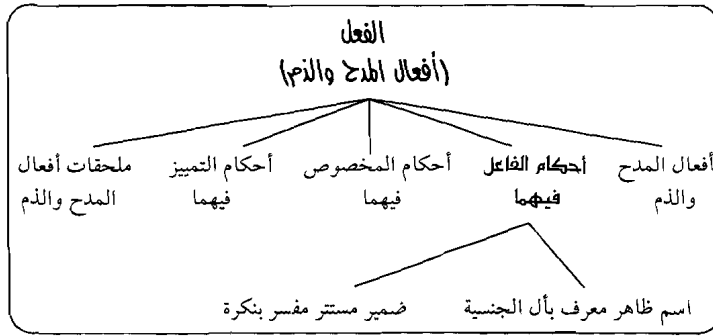 الفعل
(أفعال المدح والذم)
أفعال المدح والذم
أحكام الفاعل فيهما
أحكام المخصوص فيهما
أحكام التمييز فيهما
ملحقات أفعال المدح والذم
اسم ظاهر معرف بأل الجنسية
ضمير مستتر مفسر بنكرة